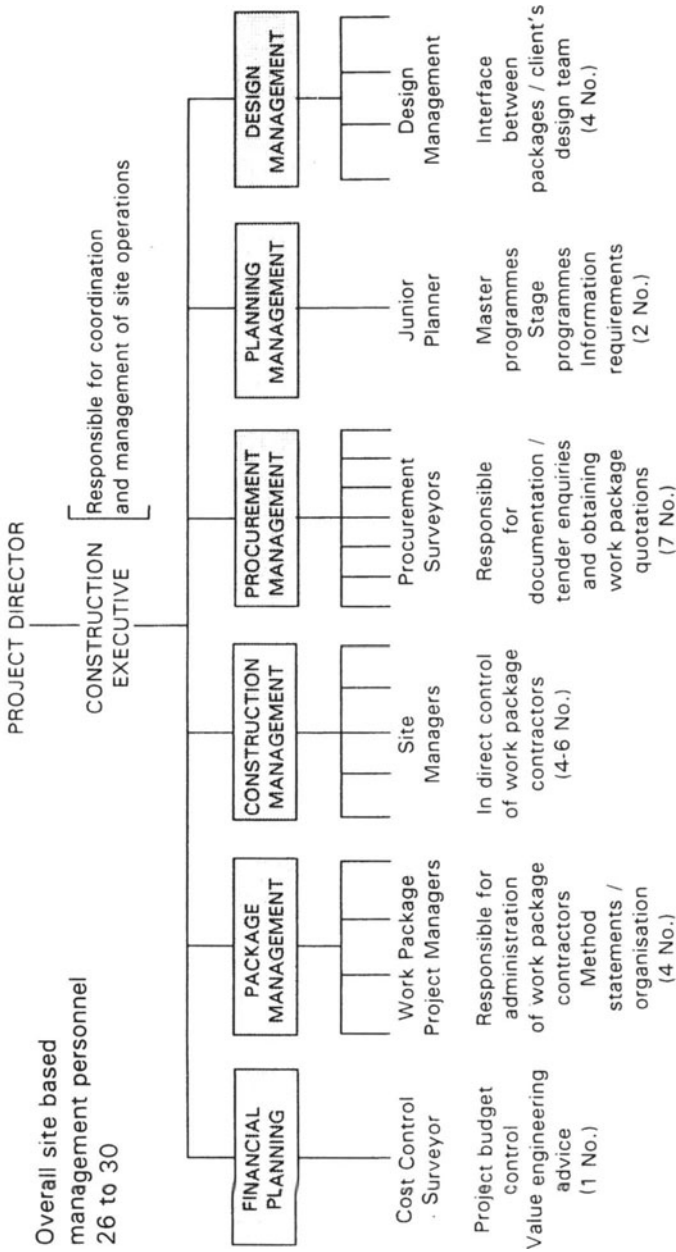 Overall site based
management personnel
26 to 30
PROJECT DIRECTOR
CONSTRUCTION
EXECUTIVE
Responsible for coordination
and management of site operations
FINANCIAL
PLANNING
Cost Control
. Surveyor
Project budget
control
Value engineering
advice
(1 No.)
PACKAGE
MANAGEMENT
Work Package
Project Managers
Responsible for
administration
of work package
contractors
Method
statements /
organisation
(4 No.)
CONSTRUCTION
MANAGEMENT
Site
Managers
In direct control
of work package
contractors
(4-6 No.)
PROCUREMENT
MANAGEMENT
Procurement
Surveyors
Responsible
for
documentation /
tender enquiries
and obtaining
work package
quotations
(7 No.)
PLANNING
MANAGEMENT
Junior
Planner
Master
programmes
Stage
programmes
Information
requirements
(2 No.)
DESIGN
MANAGEMENT
Design
Management
Interface
between
packages / client's
design team
(4 No.)